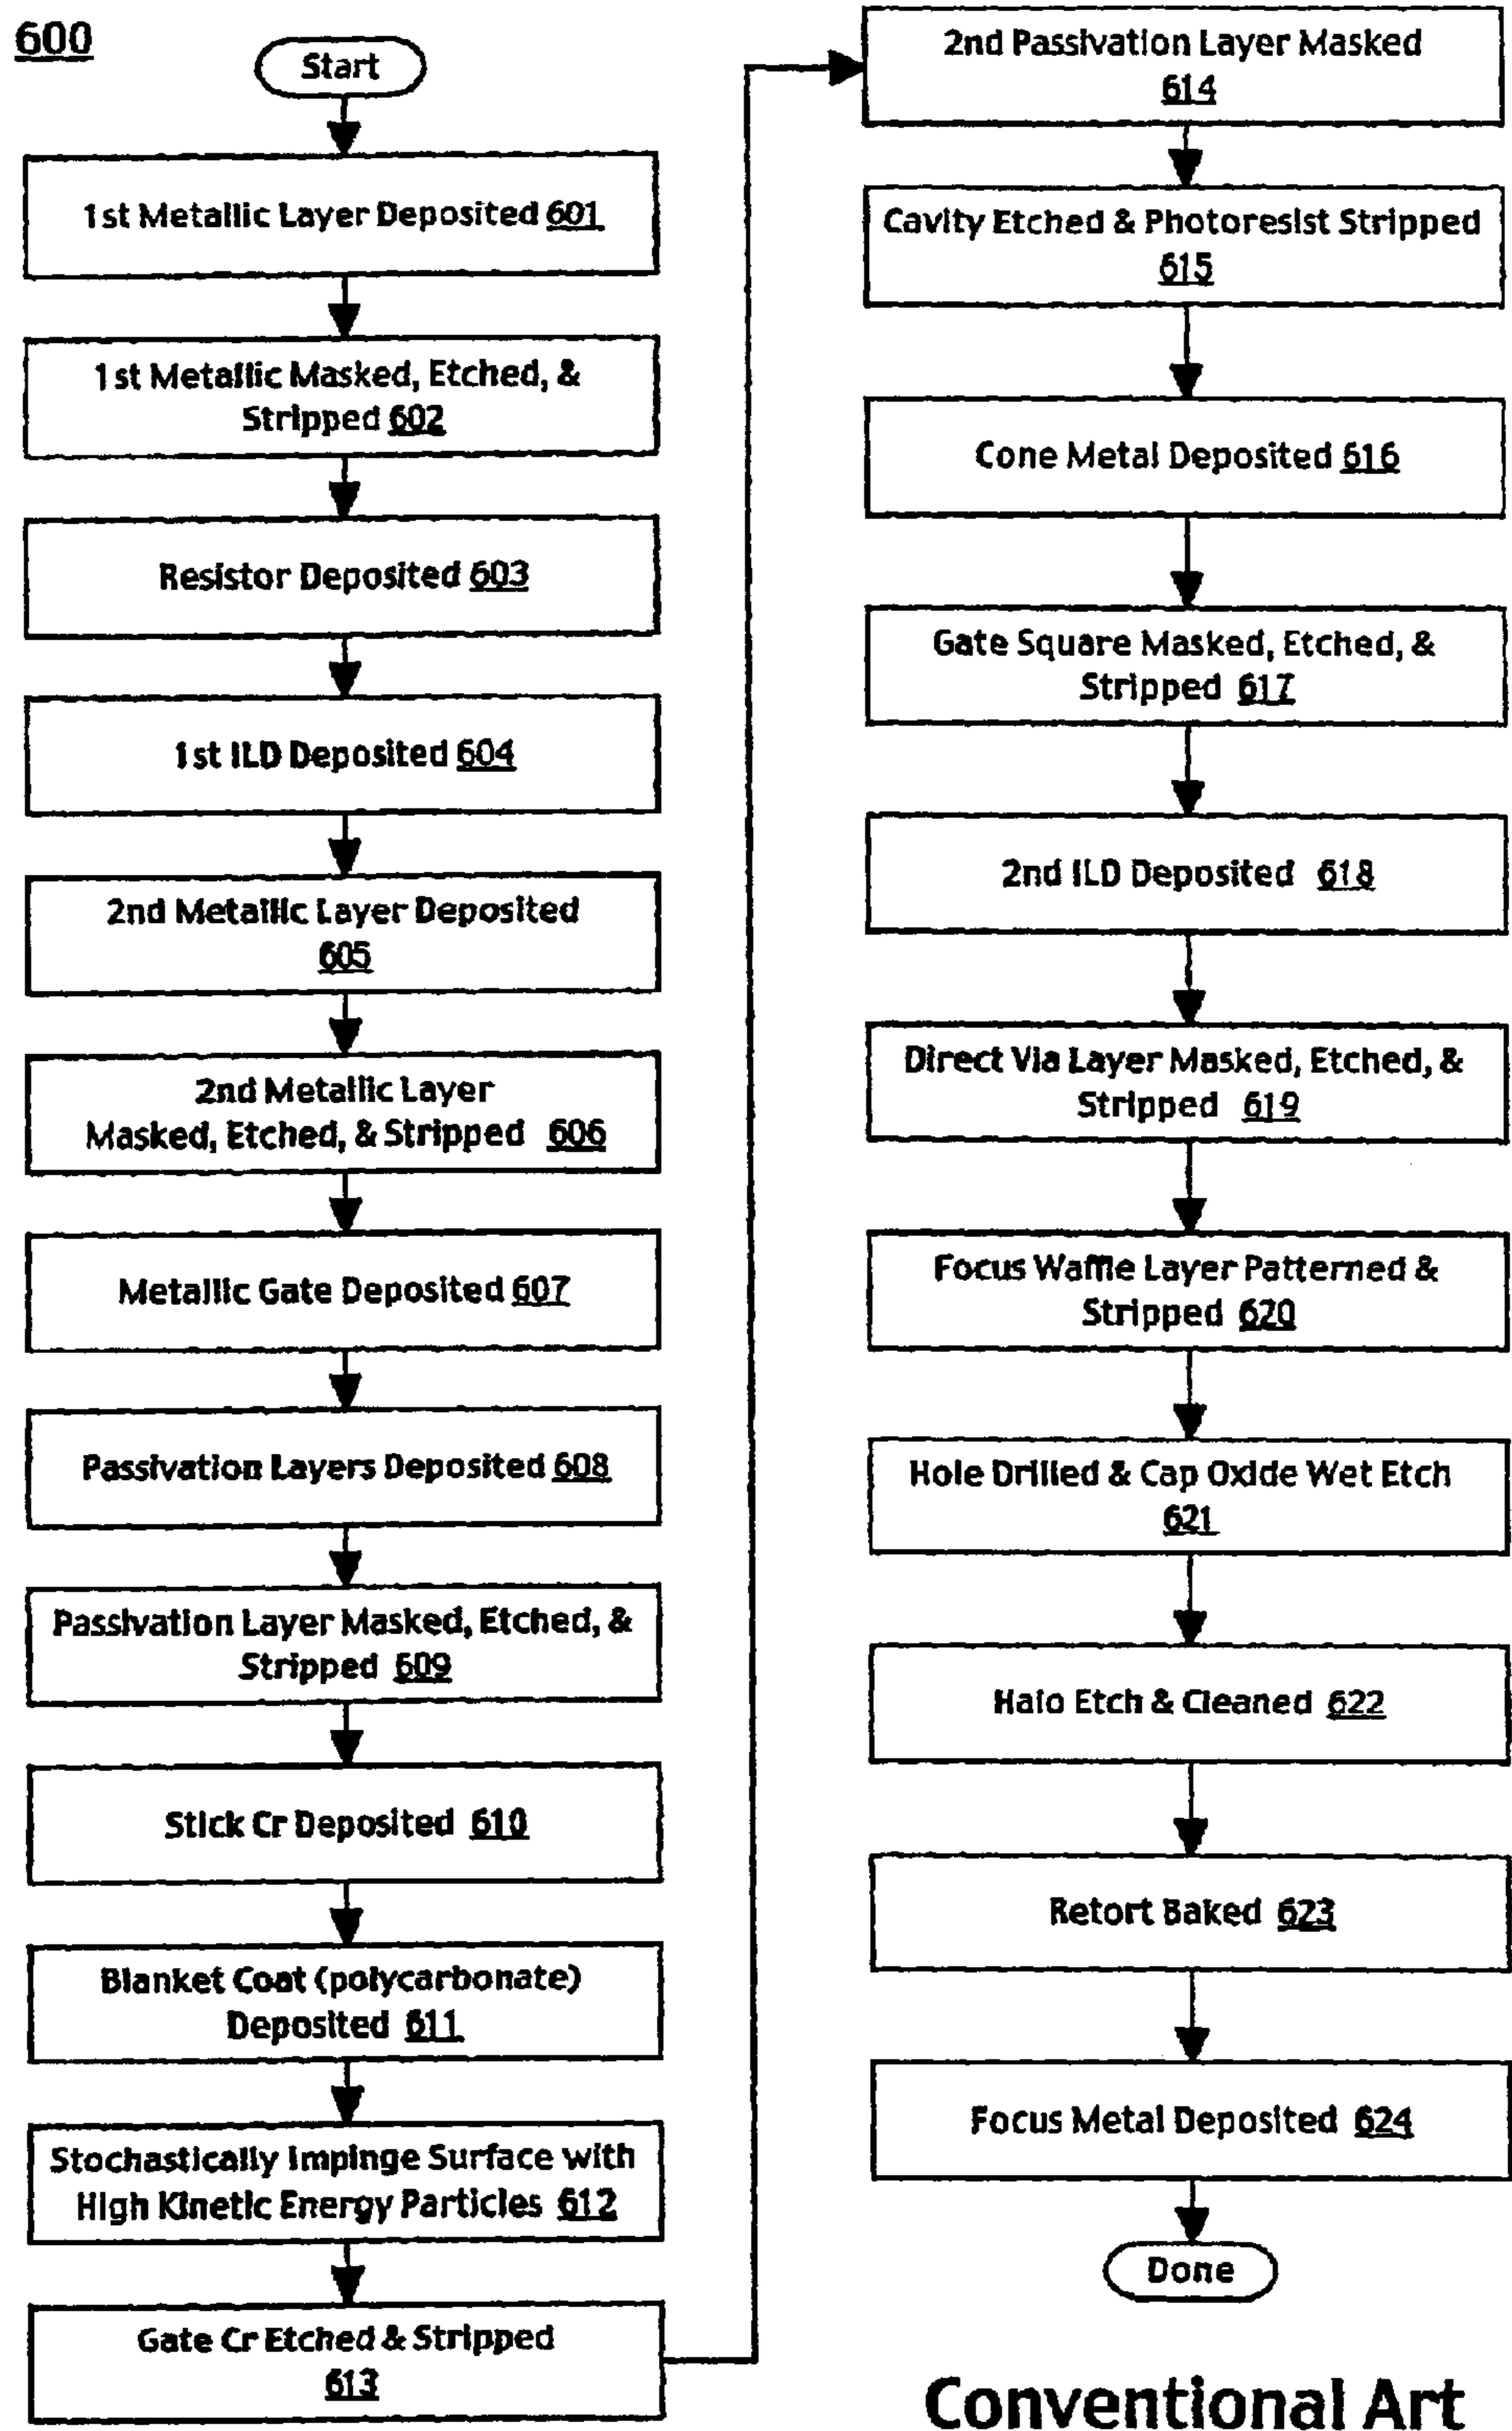 600
Start
1st Metallic Layer Deposited 601
1st Metallic Masked, Etched, &
Stripped 602
Resistor Deposited 603
1st ILD Deposited 604
2nd Metallic Layer Deposited
605
2nd Metallic Layer
Masked, Etched, & Stripped 606
Metallic Gate Deposited 607
Passivation Layers Deposited 608
Passivation Layer Masked, Etched, &
Stripped 609
Stick Cr Deposited 610
Blanket Coat (polycarbonate)
Deposited 611
Stochastically Impinge Surface with
High Kinetic Energy Particles 612
Gate Cr Etched & Stripped
613
2nd Passivation Layer Masked
614
Cavity Etched & Photoresist Stripped
615
Cone Metal Deposited 616
Gate Square Masked, Etched, &
Stripped 617
2nd ILD Deposited 618
Direct Via Layer Masked, Etched, &
Stripped 619
Focus Waffle Layer Patterned &
Stripped 620
Hole Drilled & Cap Oxide Wet Etch
621
Halo Etch & Cleaned 622
Retort Baked 623
Focus Metal Deposited 624
Done
Conventional Art